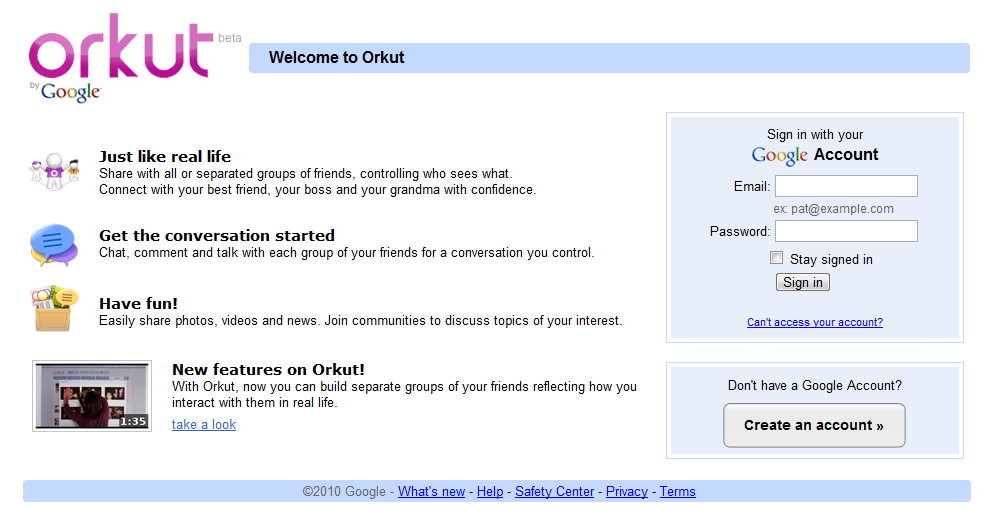 orkut beta
by Google
Welcome to Orkut
Just like real life
Share with all or separated groups of friends, controlling who sees what.
Connect with your best friend, your boss and your grandma with confidence.
Get the conversation started
Chat, comment and talk with each group of your friends for a conversation you control.
Have fun!
Easily share photos, videos and news. Join communities to discuss topics of your interest.
1:35
New features on Orkut!
With Orkut, now you can build separate groups of your friends reflecting how you
interact with them in real life.
take a look
Sign in with your
Google Account
Email:
ex: pat@example.com
Password:
Stay signed in
Sign in
Can't access your account?
Don't have a Google Account?
Create an account »
©2010 Google - What's new - Help - Safety Center - Privacy - Terms